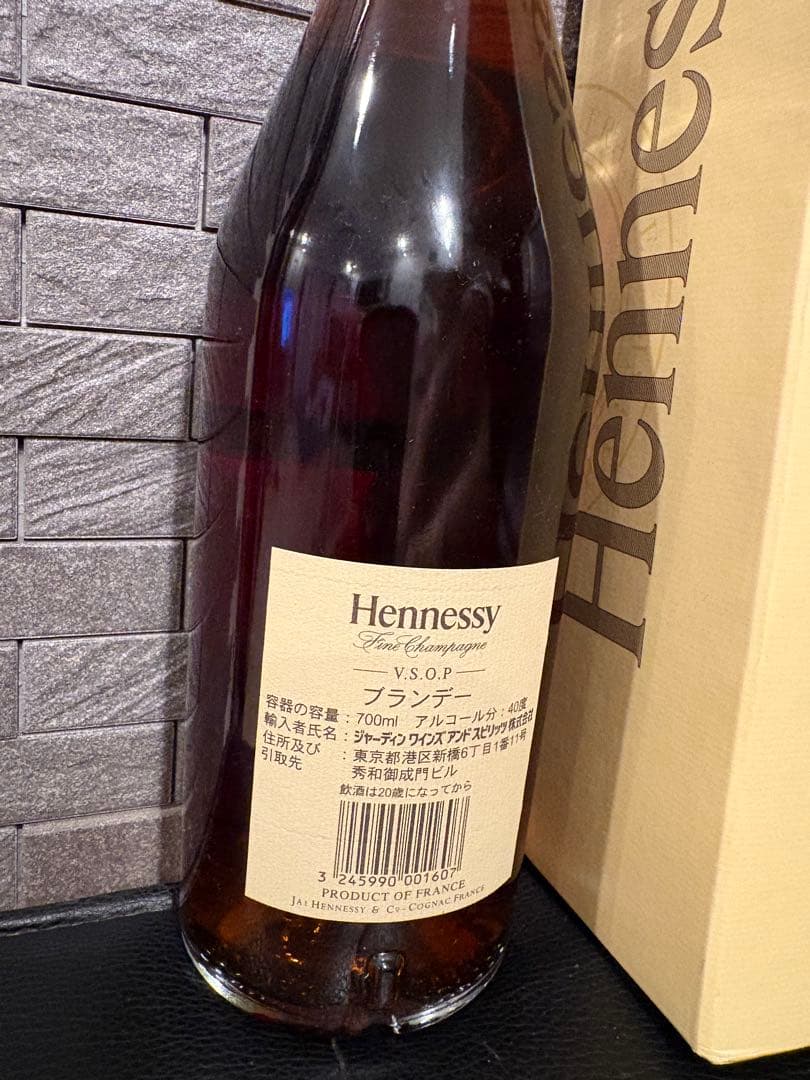 Hennessy
Fine Champagne
V.S.O.P
ブランデー
容器の容量：700ml アルコール分：40度
輸入者氏名：ジャーディン ワインズ アンド スピリッツ 株式会社
住所及び引取先：東京都港区新橋6丁目1番11号
秀和御成門ビル
飲酒は20歳になってから
3 245990 001607
PRODUCT OF FRANCE
JAs HENNESSY & Co - COGNAC FRANCE
Hennes